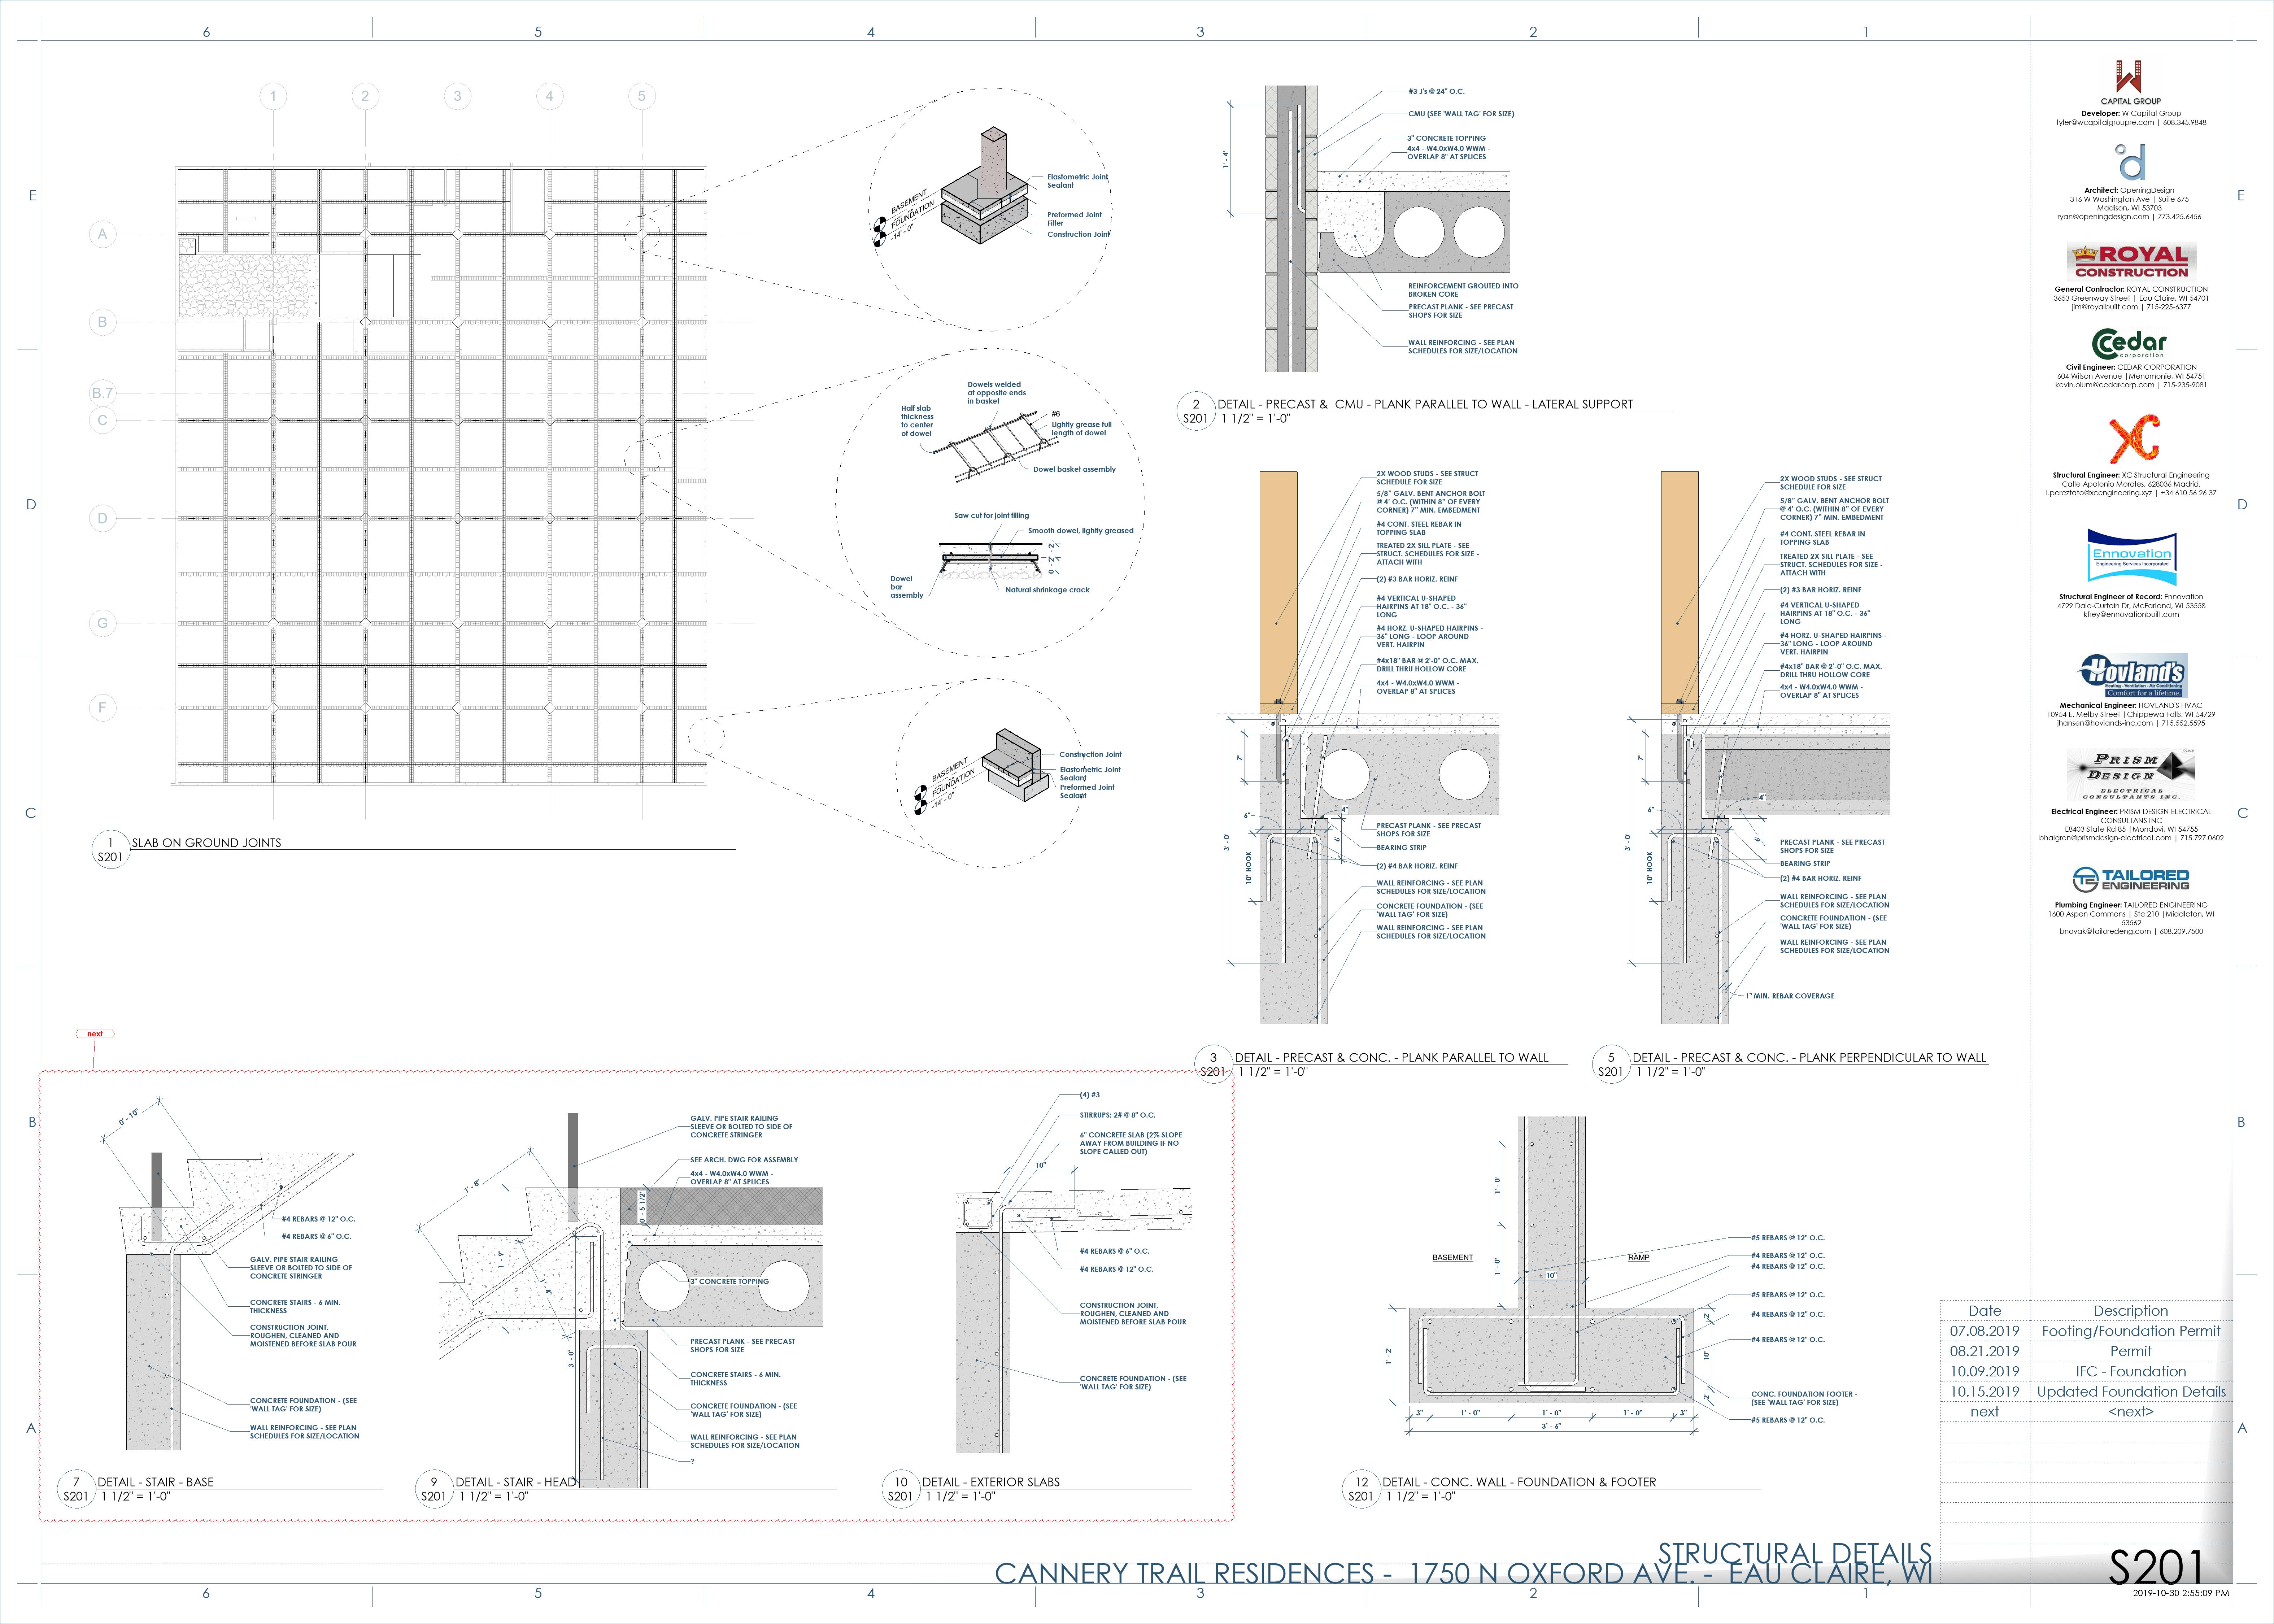 6
5
4
3
2
1
E
D
C
B
A
1
2
3
4
5
A
B
B.7
C
D
G
F
1
S201
SLAB ON GROUND JOINTS
BASEMENT
FOUNDATION
-14' - 0"
Elastometric Joint
Sealant
Preformed Joint
Filler
Construction Joint
Dowels welded
at opposite ends
in basket
Half slab
thickness
to center
of dowel
#6
Lightly grease full
length of dowel
Dowel basket assembly
Saw cut for joint filling
Smooth dowel, lightly greased
Dowel
bar
assembly
Natural shrinkage crack
BASEMENT
FOUNDATION
-14' - 0"
Construction Joint
Elastometric Joint
Sealant
Preformed Joint
Sealant
#3 J's @ 24" O.C.
CMU (SEE 'WALL TAG' FOR SIZE)
3" CONCRETE TOPPING
4x4 - W4.0xW4.0 WWM -
OVERLAP 8" AT SPLICES
1' - 4"
REINFORCEMENT GROUTED INTO
BROKEN CORE
PRECAST PLANK - SEE PRECAST
SHOPS FOR SIZE
WALL REINFORCING - SEE PLAN
SCHEDULES FOR SIZE/LOCATION
2
S201
DETAIL - PRECAST & CMU - PLANK PARALLEL TO WALL - LATERAL SUPPORT
1 1/2" = 1'-0"
2X WOOD STUDS - SEE STRUCT
SCHEDULE FOR SIZE
5/8" GALV. BENT ANCHOR BOLT
@ 4' O.C. (WITHIN 8" OF EVERY
CORNER) 7" MIN. EMBEDMENT
#4 CONT. STEEL REBAR IN
TOPPING SLAB
TREATED 2X SILL PLATE - SEE
STRUCT. SCHEDULES FOR SIZE -
ATTACH WITH
(2) #3 BAR HORIZ. REINF
#4 VERTICAL U-SHAPED
HAIRPINS AT 18" O.C. - 36"
LONG
#4 HORZ. U-SHAPED HAIRPINS -
36" LONG - LOOP AROUND
VERT. HAIRPIN
#4x18" BAR @ 2'-0" O.C. MAX.
DRILL THRU HOLLOW CORE
4x4 - W4.0xW4.0 WWM -
OVERLAP 8" AT SPLICES
7"
6"
4"
6"
3' - 0"
10" HOOK
PRECAST PLANK - SEE PRECAST
SHOPS FOR SIZE
BEARING STRIP
(2) #4 BAR HORIZ. REINF
WALL REINFORCING - SEE PLAN
SCHEDULES FOR SIZE/LOCATION
CONCRETE FOUNDATION - (SEE
'WALL TAG' FOR SIZE)
WALL REINFORCING - SEE PLAN
SCHEDULES FOR SIZE/LOCATION
3
S201
DETAIL - PRECAST & CONC. - PLANK PARALLEL TO WALL
1 1/2" = 1'-0"
2X WOOD STUDS - SEE STRUCT
SCHEDULE FOR SIZE
5/8" GALV. BENT ANCHOR BOLT
@ 4' O.C. (WITHIN 8" OF EVERY
CORNER) 7" MIN. EMBEDMENT
#4 CONT. STEEL REBAR IN
TOPPING SLAB
TREATED 2X SILL PLATE - SEE
STRUCT. SCHEDULES FOR SIZE -
ATTACH WITH
(2) #3 BAR HORIZ. REINF
#4 VERTICAL U-SHAPED
HAIRPINS AT 18" O.C. - 36"
LONG
#4 HORZ. U-SHAPED HAIRPINS -
36" LONG - LOOP AROUND
VERT. HAIRPIN
#4x18" BAR @ 2'-0" O.C. MAX.
DRILL THRU HOLLOW CORE
4x4 - W4.0xW4.0 WWM -
OVERLAP 8" AT SPLICES
7"
6"
4"
6"
3' - 0"
10" HOOK
PRECAST PLANK - SEE PRECAST
SHOPS FOR SIZE
BEARING STRIP
(2) #4 BAR HORIZ. REINF
WALL REINFORCING - SEE PLAN
SCHEDULES FOR SIZE/LOCATION
CONCRETE FOUNDATION - (SEE
'WALL TAG' FOR SIZE)
WALL REINFORCING - SEE PLAN
SCHEDULES FOR SIZE/LOCATION
1" MIN. REBAR COVERAGE
5
S201
DETAIL - PRECAST & CONC. - PLANK PERPENDICULAR TO WALL
1 1/2" = 1'-0"
next
0' - 10"
#4 REBARS @ 12" O.C.
#4 REBARS @ 6" O.C.
GALV. PIPE STAIR RAILING
SLEEVE OR BOLTED TO SIDE OF
CONCRETE STRINGER
CONCRETE STAIRS - 6 MIN.
THICKNESS
CONSTRUCTION JOINT,
ROUGHEN, CLEANED AND
MOISTENED BEFORE SLAB POUR
CONCRETE FOUNDATION - (SEE
'WALL TAG' FOR SIZE)
WALL REINFORCING - SEE PLAN
SCHEDULES FOR SIZE/LOCATION
7
S201
DETAIL - STAIR - BASE
1 1/2" = 1'-0"
GALV. PIPE STAIR RAILING
SLEEVE OR BOLTED TO SIDE OF
CONCRETE STRINGER
SEE ARCH. DWG FOR ASSEMBLY
4x4 - W4.0xW4.0 WWM -
OVERLAP 8" AT SPLICES
1' - 8"
0' - 5 1/2"
3' - 0"
3" CONCRETE TOPPING
PRECAST PLANK - SEE PRECAST
SHOPS FOR SIZE
CONCRETE STAIRS - 6 MIN.
THICKNESS
CONCRETE FOUNDATION - (SEE
'WALL TAG' FOR SIZE)
WALL REINFORCING - SEE PLAN
SCHEDULES FOR SIZE/LOCATION
?
9
S201
DETAIL - STAIR - HEAD
1 1/2" = 1'-0"
(4) #3
STIRRUPS: 2# @ 8" O.C.
6" CONCRETE SLAB (2% SLOPE
AWAY FROM BUILDING IF NO
SLOPE CALLED OUT)
10"
#4 REBARS @ 6" O.C.
#4 REBARS @ 12" O.C.
CONSTRUCTION JOINT,
ROUGHEN, CLEANED AND
MOISTENED BEFORE SLAB POUR
CONCRETE FOUNDATION - (SEE
'WALL TAG' FOR SIZE)
10
S201
DETAIL - EXTERIOR SLABS
1 1/2" = 1'-0"
1' - 0"
1' - 0"
BASEMENT
RAMP
10"
#5 REBARS @ 12" O.C.
#4 REBARS @ 12" O.C.
#4 REBARS @ 12" O.C.
#5 REBARS @ 12" O.C.
#4 REBARS @ 12" O.C.
#4 REBARS @ 12" O.C.
CONC. FOUNDATION FOOTER -
(SEE 'WALL TAG' FOR SIZE)
#5 REBARS @ 12" O.C.
1' - 2"
2"
10"
2"
3"
1' - 0"
1' - 0"
1' - 0"
3"
3' - 6"
12
S201
DETAIL - CONC. WALL - FOUNDATION & FOOTER
1 1/2" = 1'-0"
W
CAPITAL GROUP
Developer: W Capital Group
tyler@wcapitalgroupre.com | 608.345.9848
Architect: OpeningDesign
316 W Washington Ave | Suite 675
Madison, WI 53703
ryan@openingdesign.com | 773.425.6456
ROYAL
CONSTRUCTION
General Contractor: ROYAL CONSTRUCTION
3653 Greenway Street | Eau Claire, WI 54701
jim@royalbuilt.com | 715-225-6377
Cedar
corporation
Civil Engineer: CEDAR CORPORATION
604 Wilson Avenue |Menomonie, WI 54751
kevin.oium@cedarcorp.com | 715-235-9081
XC
Structural Engineer: XC Structural Engineering
Calle Apolonio Morales, 628036 Madrid,
l.pereztato@xcengineering.xyz | +34 610 56 26 37
Ennovation
Engineering Services Incorporated
Structural Engineer of Record: Ennovation
4729 Dale-Curtain Dr, McFarland, WI 53558
kfrey@ennovationbuilt.com
Hovland's
Heating - Ventilation - Air Conditioning
Comfort for a lifetime.
Mechanical Engineer: HOVLAND'S HVAC
10954 E. Melby Street |Chippewa Falls, WI 54729
jhansen@hovlands-inc.com | 715.552.5595
PRISM
DESIGN
ELECTRICAL
CONSULTANTS INC.
Electrical Engineer: PRISM DESIGN ELECTRICAL
CONSULTANS INC
E8403 State Rd 85 |Mondovi, WI 54755
bhalgren@prismdesign-electrical.com | 715.797.0602
TE TAILORED
ENGINEERING
Plumbing Engineer: TAILORED ENGINEERING
1600 Aspen Commons | Ste 210 |Middleton, WI
53562
bnovak@tailoredeng.com | 608.209.7500
Date Description
07.08.2019 Footing/Foundation Permit
08.21.2019 Permit
10.09.2019 IFC - Foundation
10.15.2019 Updated Foundation Details
next <next>
STRUCTURAL DETAILS
CANNERY TRAIL RESIDENCES - 1750 N OXFORD AVE. - EAU CLAIRE, WI
S201
2019-10-30 2:55:09 PM
E
D
C
B
A
6
5
4
3
2
1